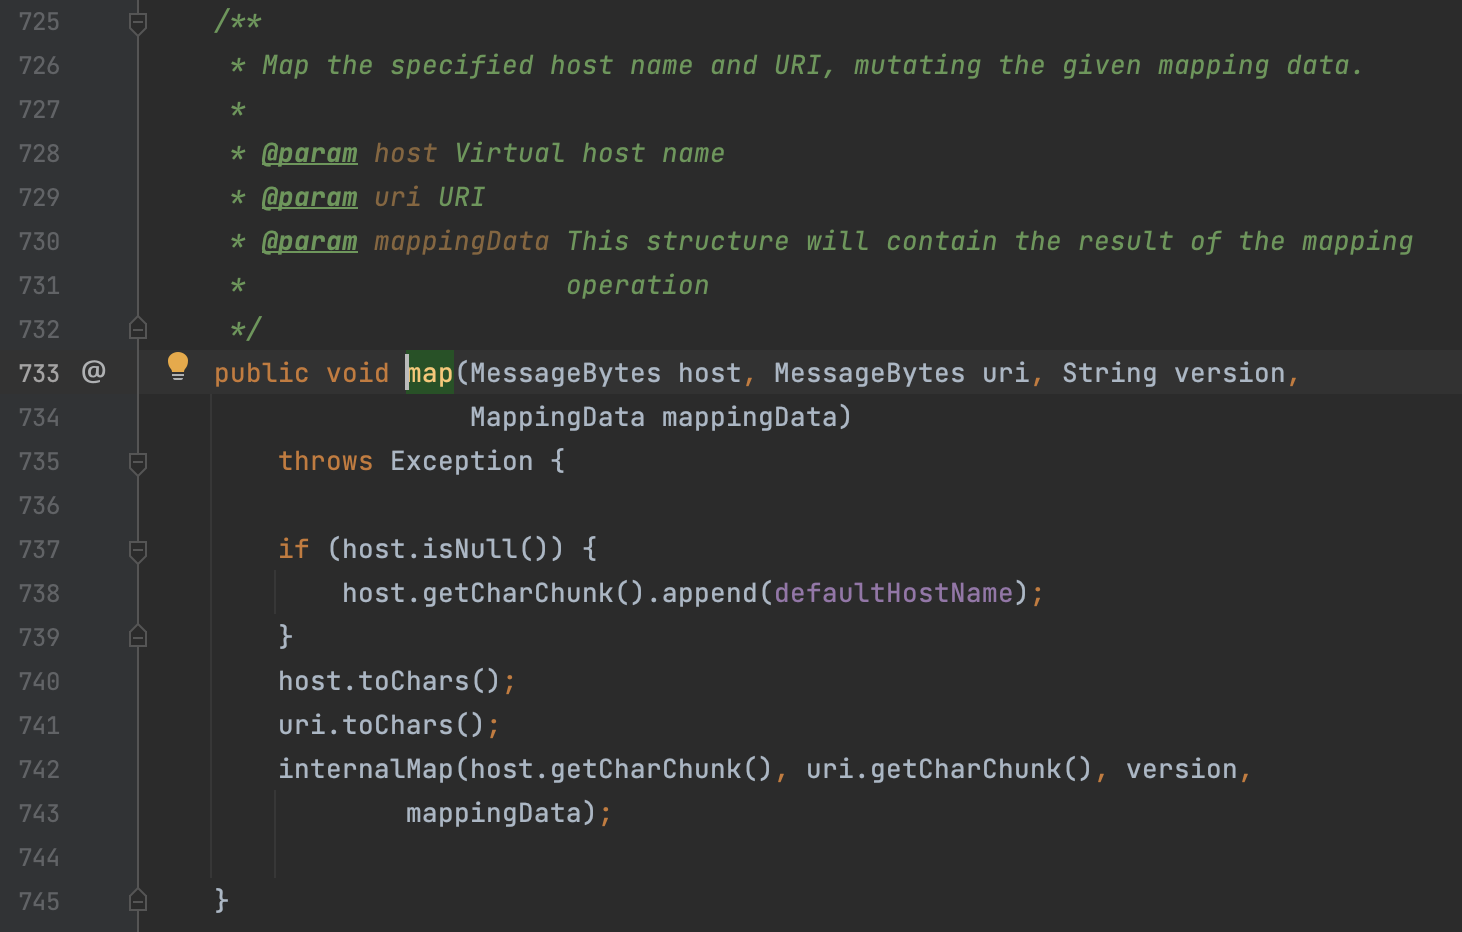 725 /**
726 * Map the specified host name and URI, mutating the given mapping data.
727 *
728 * @param host Virtual host name
729 * @param uri URI
730 * @param mappingData This structure will contain the result of the mapping
731 * operation
732 */
733 @ public void map(MessageBytes host, MessageBytes uri, String version,
734 MappingData mappingData)
735 throws Exception {
736
737 if (host.isNull()) {
738 host.getCharChunk().append(defaultHostName);
739 }
740 host.toChars();
741 uri.toChars();
742 internalMap(host.getCharChunk(), uri.getCharChunk(), version,
743 mappingData);
744
745 }